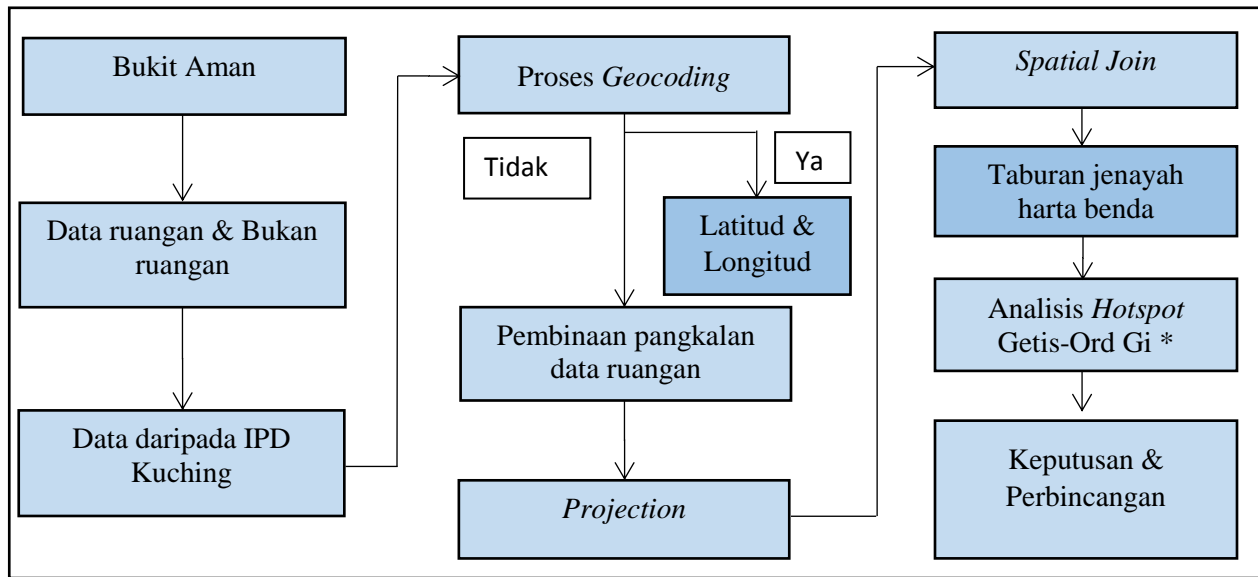 Bukit Aman
Data ruangan & Bukan
ruangan
Data daripada IPD
Kuching
Proses Geocoding
Tidak
Ya
Latitud &
Longitud
Pembinaan pangkalan
data ruangan
Projection
Spatial Join
Taburan jenayah
harta benda
Analisis Hotspot
Getis-Ord Gi *
Keputusan &
Perbincangan